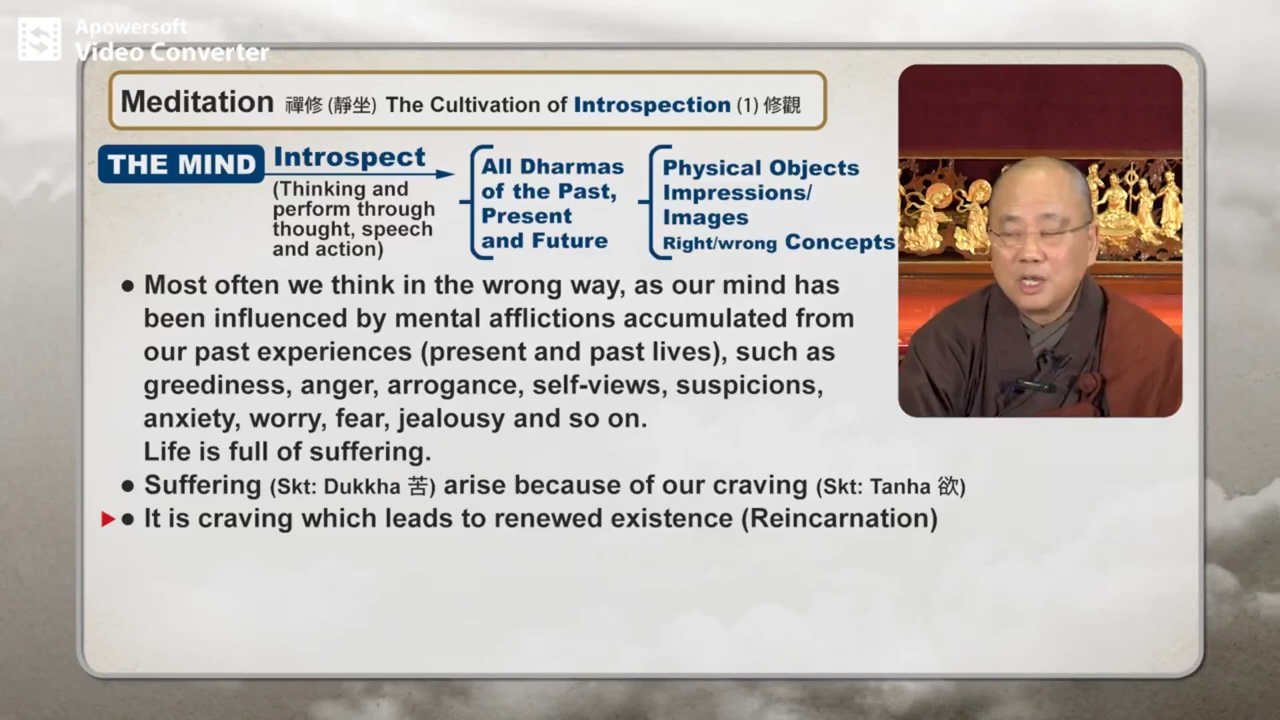 Apowersoft
Video Converter
Meditation 禪修 (靜坐) The Cultivation of Introspection (1) 修觀
THE MIND
Introspect
(Thinking and
perform through
thought, speech
and action)
All Dharmas
of the Past,
Present
and Future
Physical Objects
Impressions/
Images
Right/wrong Concepts
● Most often we think in the wrong way, as our mind has
been influenced by mental afflictions accumulated from
our past experiences (present and past lives), such as
greediness, anger, arrogance, self-views, suspicions,
anxiety, worry, fear, jealousy and so on.
Life is full of suffering.
● Suffering (Skt: Dukkha 苦) arise because of our craving (Skt: Tanha 欲)
● It is craving which leads to renewed existence (Reincarnation)